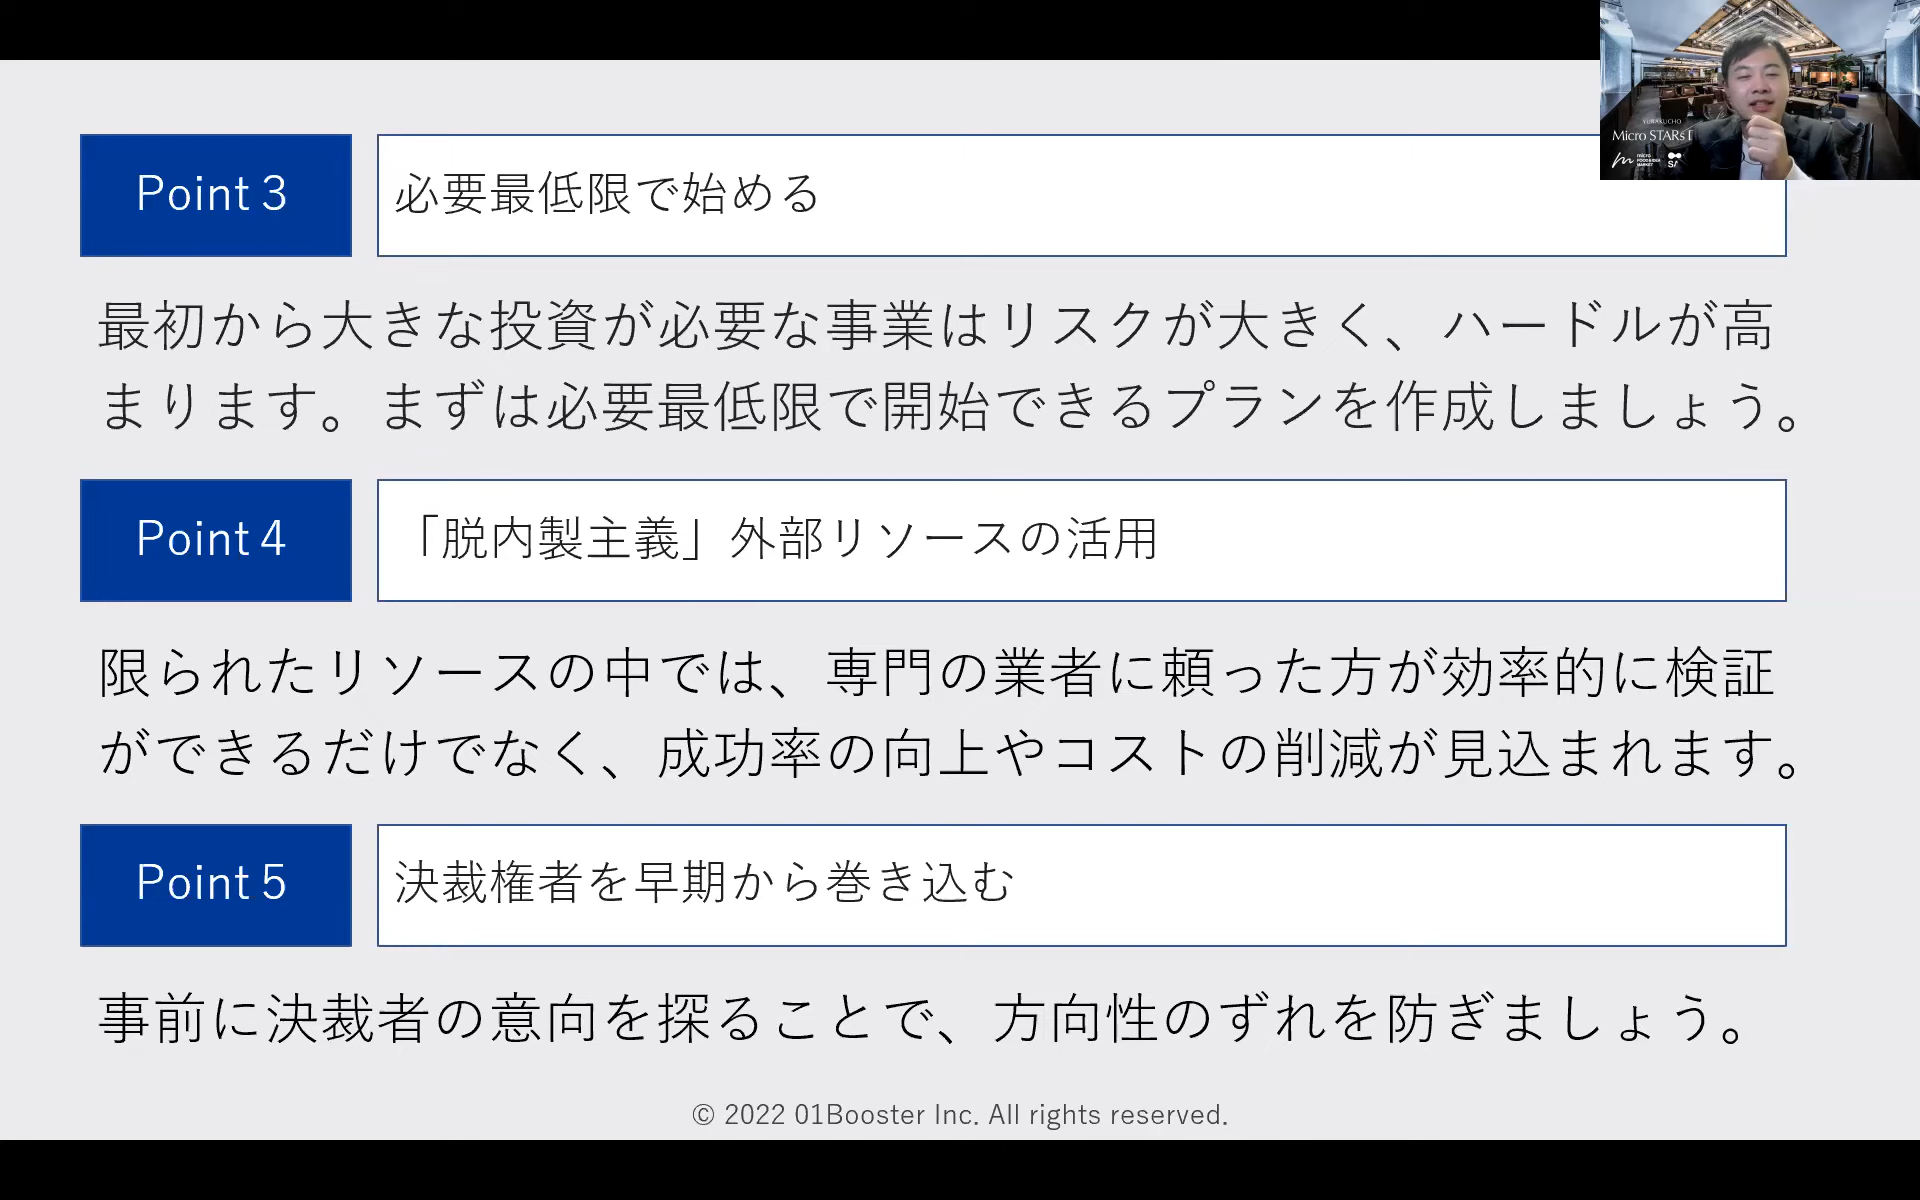 YURAKUCHO
Micro STARs
Point 3
必要最低限で始める
最初から大きな投資が必要な事業はリスクが大きく、ハードルが高
まります。まずは必要最低限で開始できるプランを作成しましょう。
Point 4
「脱内製主義」外部リソースの活用
限られたリソースの中では、専門の業者に頼った方が効率的に検証
ができるだけでなく、成功率の向上やコストの削減が見込まれます。
Point 5
決裁権者を早期から巻き込む
事前に決裁者の意向を探ることで、方向性のずれを防ぎましょう。
© 2022 01Booster Inc. All rights reserved.